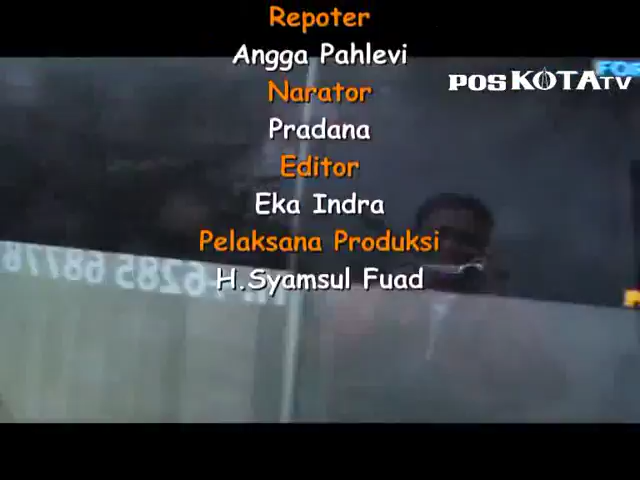 Repoter
Angga Pahlevi
POSKOTATV
Narator
Pradana
Editor
Eka Indra
Pelaksana Produksi
H.Syamsul Fuad